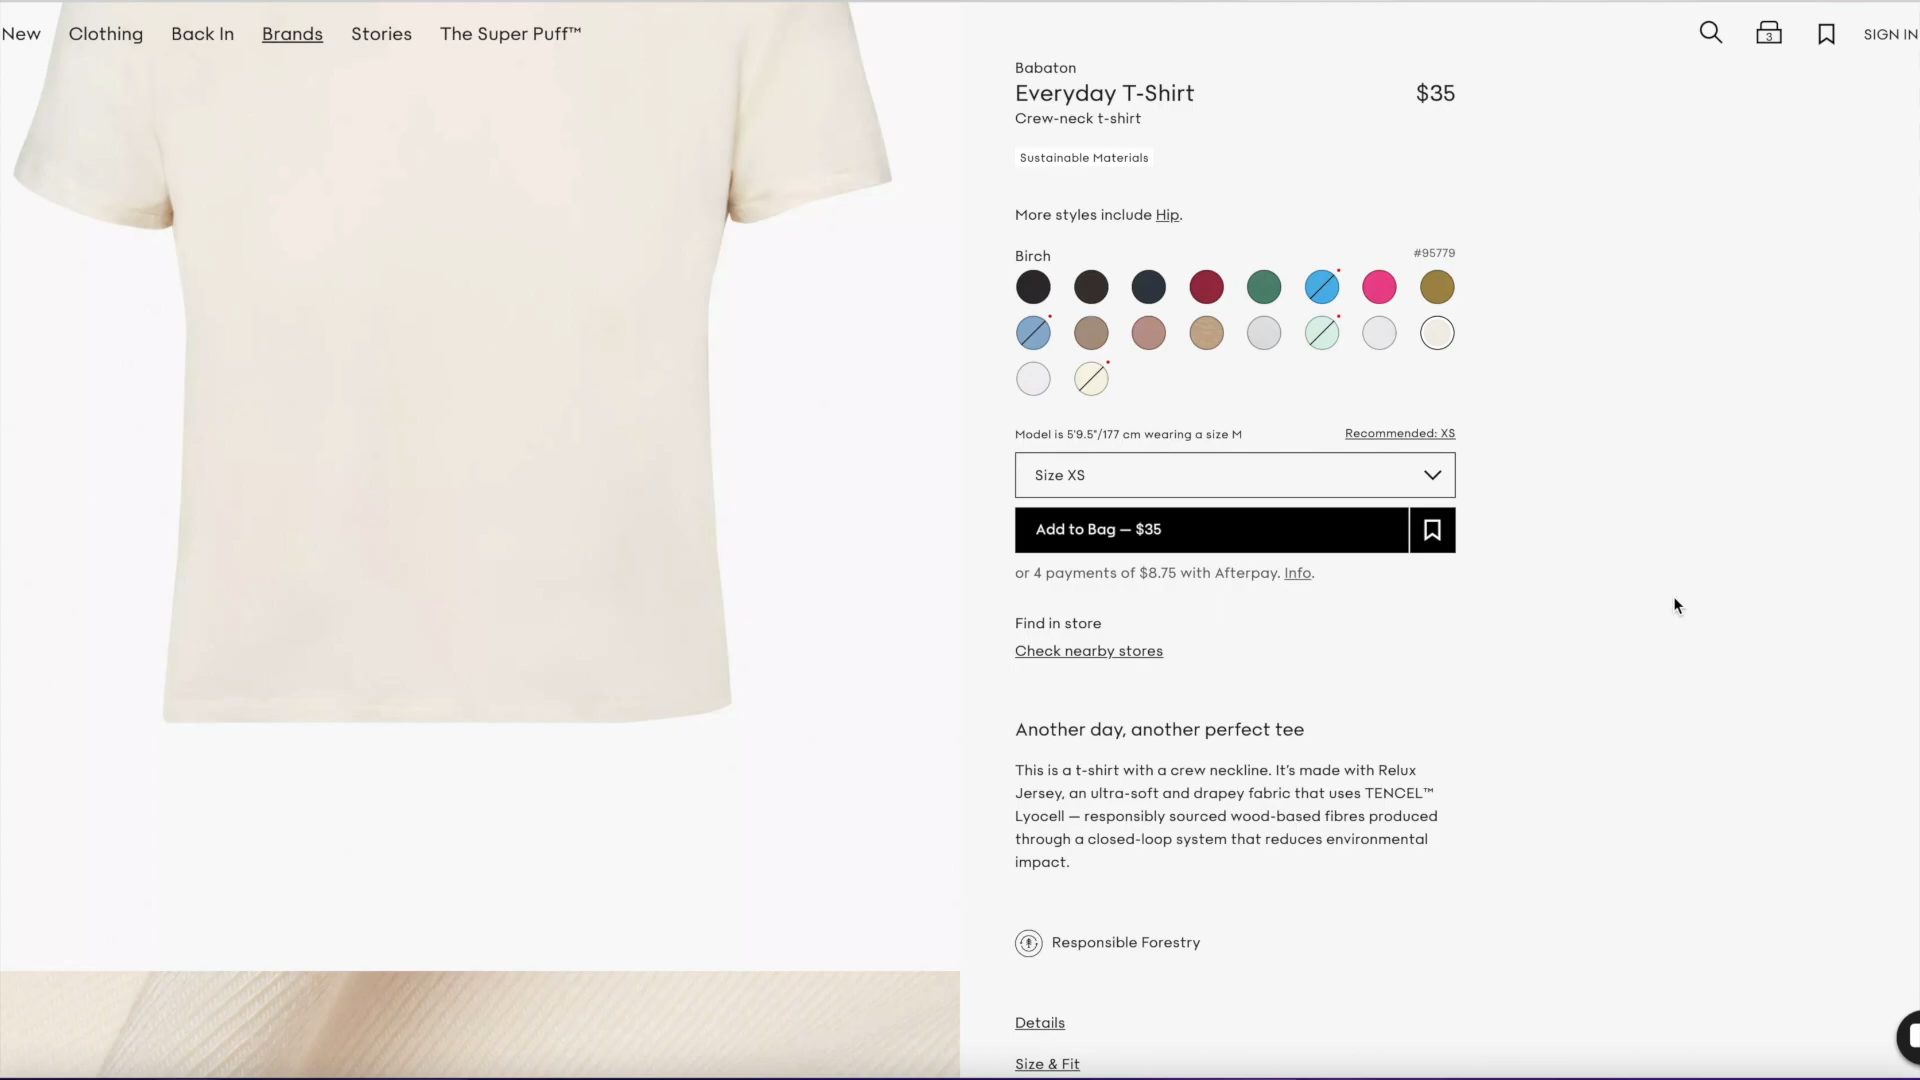 New Clothing Back In Brands Stories The Super Puff™
3 SIGN IN
Babaton
Everyday T-Shirt $35
Crew-neck t-shirt
Sustainable Materials
More styles include Hip.
Birch #95779
Model is 5'9.5"/177 cm wearing a size M Recommended: XS
Size XS
Add to Bag — $35
or 4 payments of $8.75 with Afterpay. Info.
Find in store
Check nearby stores
Another day, another perfect tee
This is a t-shirt with a crew neckline. It's made with Relux
Jersey, an ultra-soft and drapey fabric that uses TENCEL™
Lyocell — responsibly sourced wood-based fibres produced
through a closed-loop system that reduces environmental
impact.
Responsible Forestry
Details
Size & Fit